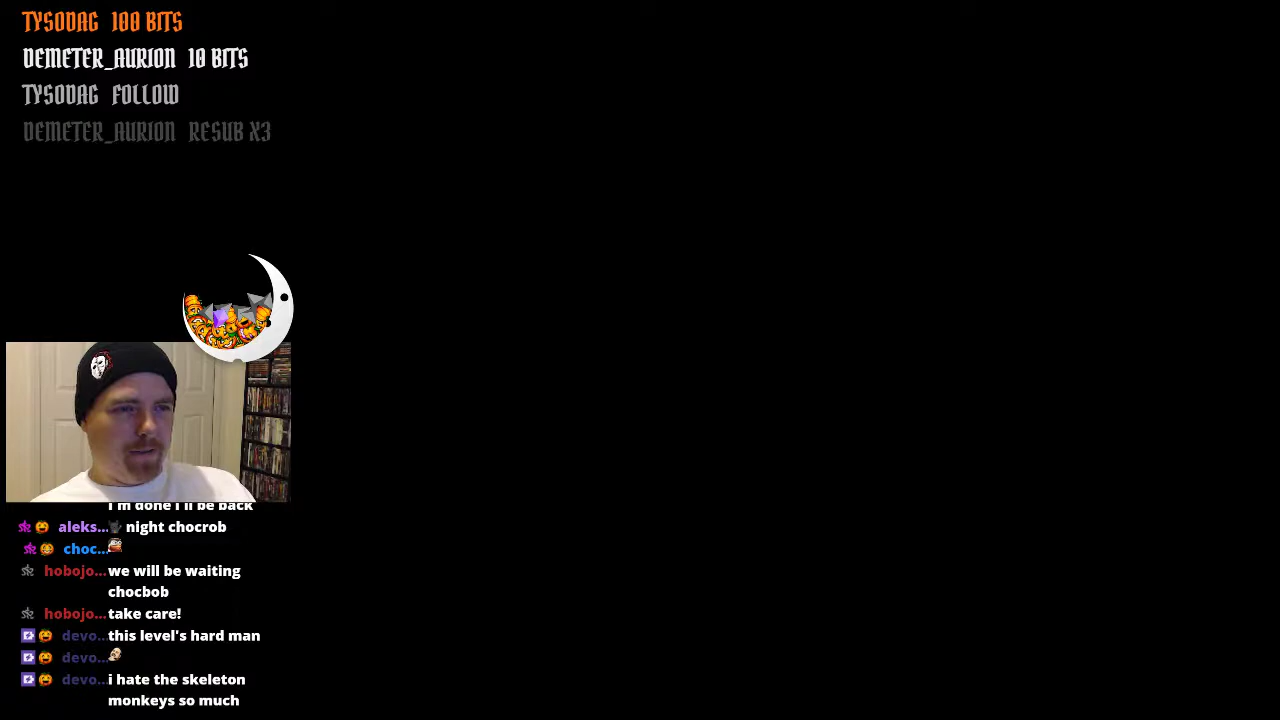 TYSODAC 100 BITS
DEMETER_AURION 10 BITS
TYSODAC FOLLOW
DEMETER_AURION RESUB X3
I'm done I'll be back
aleks... night chocrob
choc...
hobojo... we will be waiting
chocbob
hobojo... take care!
devo... this level's hard man
devo...
devo... i hate the skeleton
monkeys so much